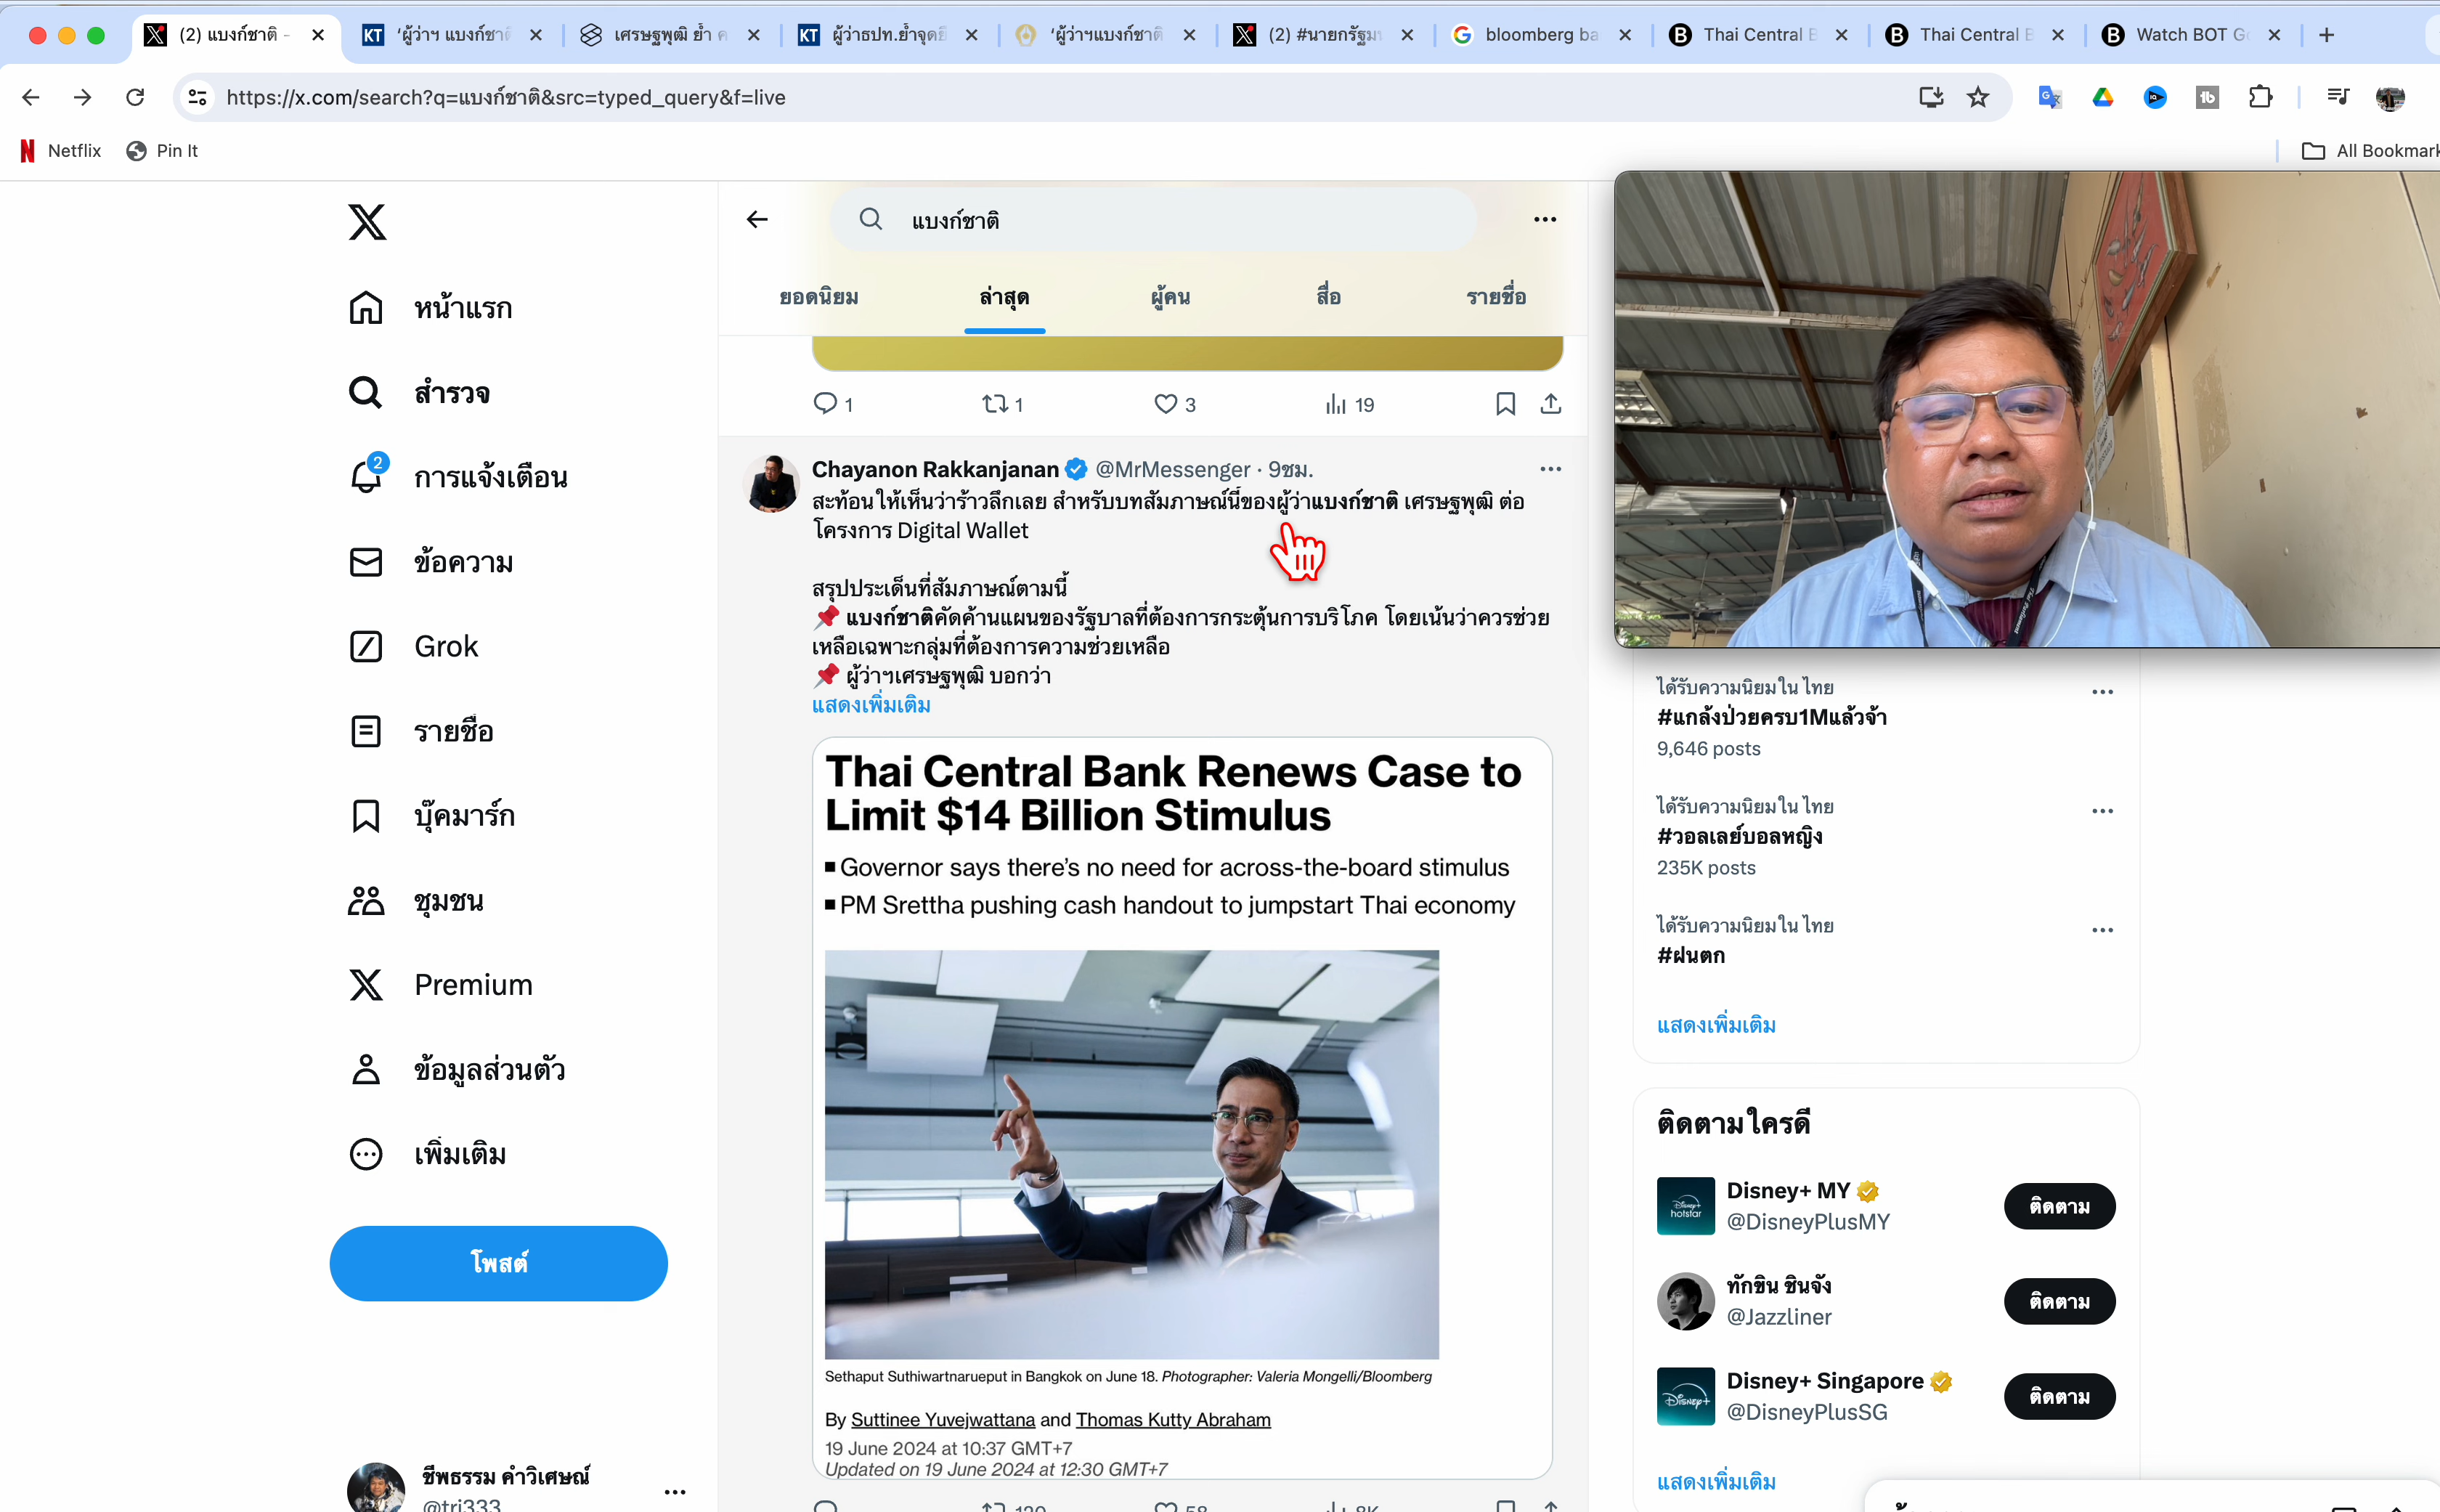 (2) แบงก์ชาติ -
KT
‘ผู้ว่าฯ แบงก์ชาติ
เศรษฐพุฒิ ย้ำ ค
KT
ผู้ว่าธปท.ย้ำจุดยื
‘ผู้ว่าฯแบงก์ชาติ
(2) #นายกรัฐม
bloomberg ba
Thai Central B
Thai Central B
Watch BOT Go
https://x.com/search?q=แบงก์ชาติ&src=typed_query&f=live
Netflix
Pin It
All Bookmark
หน้าแรก
สำรวจ
2
การแจ้งเตือน
ข้อความ
Grok
รายชื่อ
บุ๊คมาร์ก
ชุมชน
Premium
ข้อมูลส่วนตัว
เพิ่มเติม
โพสต์
ชีพธรรม คำวิเศษณ์
@tri333
แบงก์ชาติ
ยอดนิยม
ล่าสุด
ผู้คน
สื่อ
รายชื่อ
1
1
3
19
Chayanon Rakkanjanan @MrMessenger · 9ชม.
สะท้อนให้เห็นว่าร้าวลึกเลย สำหรับบทสัมภาษณ์นี้ของผู้ว่าแบงก์ชาติ เศรษฐพุฒิ ต่อ
โครงการ Digital Wallet
สรุปประเด็นที่สัมภาษณ์ตามนี้
📌 แบงก์ชาติคัดค้านแผนของรัฐบาลที่ต้องการกระตุ้นการบริโภค โดยเน้นว่าควรช่วย
เหลือเฉพาะกลุ่มที่ต้องการความช่วยเหลือ
📌 ผู้ว่าฯเศรษฐพุฒิ บอกว่า
แสดงเพิ่มเติม
Thai Central Bank Renews Case to
Limit $14 Billion Stimulus
■ Governor says there’s no need for across-the-board stimulus
■ PM Srettha pushing cash handout to jumpstart Thai economy
Sethaput Suthiwartnarueput in Bangkok on June 18. Photographer: Valeria Mongelli/Bloomberg
By Suttinee Yuvejwattana and Thomas Kutty Abraham
19 June 2024 at 10:37 GMT+7
Updated on 19 June 2024 at 12:30 GMT+7
120
58
8K
ได้รับความนิยมใน ไทย
#แกล้งป่วยครบ1Mแล้วจ้า
9,646 posts
ได้รับความนิยมใน ไทย
#วอลเลย์บอลหญิง
235K posts
ได้รับความนิยมใน ไทย
#ฝนตก
แสดงเพิ่มเติม
ติดตามใครดี
Disney+ MY
@DisneyPlusMY
ติดตาม
ทักขิน ชินจัง
@Jazzliner
ติดตาม
Disney+ Singapore
@DisneyPlusSG
ติดตาม
แสดงเพิ่มเติม